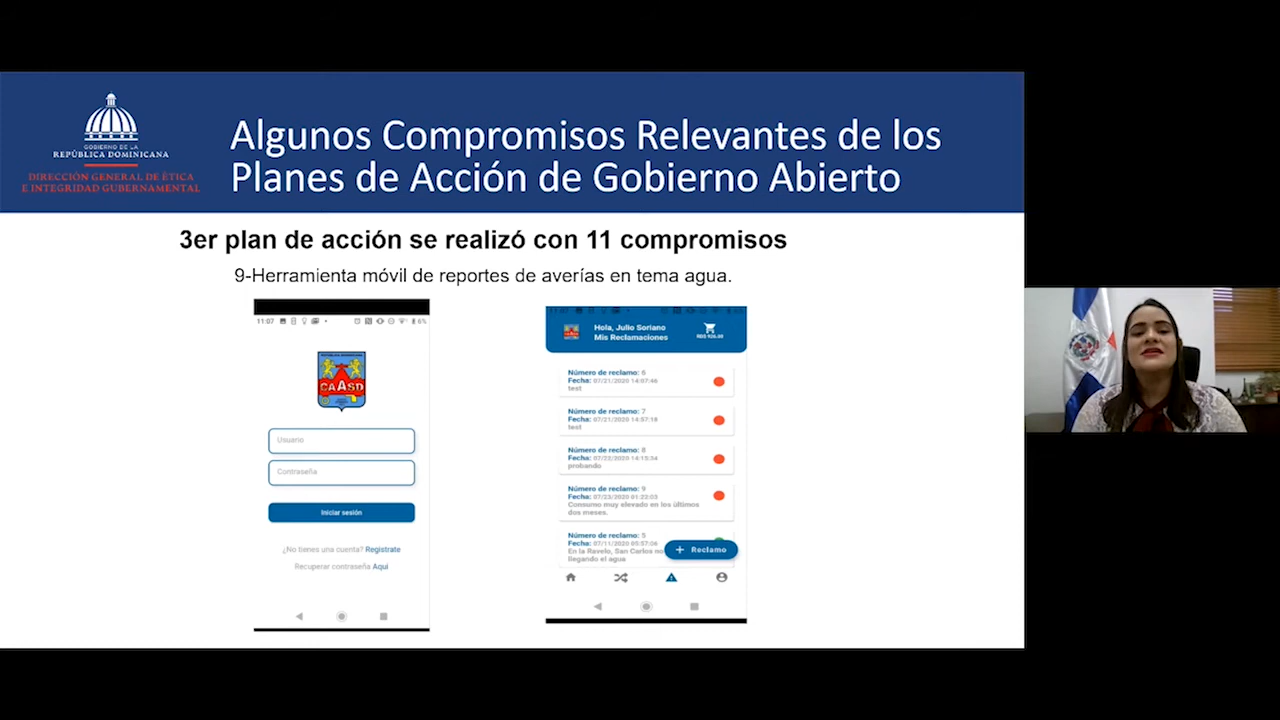 GOBIERNO DE LA
REPÚBLICA DOMINICANA
DIRECCIÓN GENERAL DE ÉTICA
E INTEGRIDAD GUBERNAMENTAL
Algunos Compromisos Relevantes de los
Planes de Acción de Gobierno Abierto
3er plan de acción se realizó con 11 compromisos
9-Herramienta móvil de reportes de averías en tema agua.
11:07
6%
REPÚBLICA DOMINICANA
CAASD
Usuario
Contraseña
Iniciar sesión
¿No tienes una cuenta? Registrate
Recuperar contraseña Aqui
Hola, Julio Soriano
Mis Reclamaciones
Número de reclamo: 6
Fecha: 07/21/2020 14:07:46
test
Número de reclamo: 7
Fecha: 07/21/2020 14:57:18
test
Número de reclamo: 8
Fecha: 07/22/2020 14:15:34
probando
Número de reclamo: 9
Fecha: 07/23/2020 01:22:03
Consumo muy elevado en los últimos
dos meses.
Número de reclamo: 5
Fecha: 07/11/2020 05:57:06
En la Ravelo, San Carlos no
llegando el agua
+ Reclamo